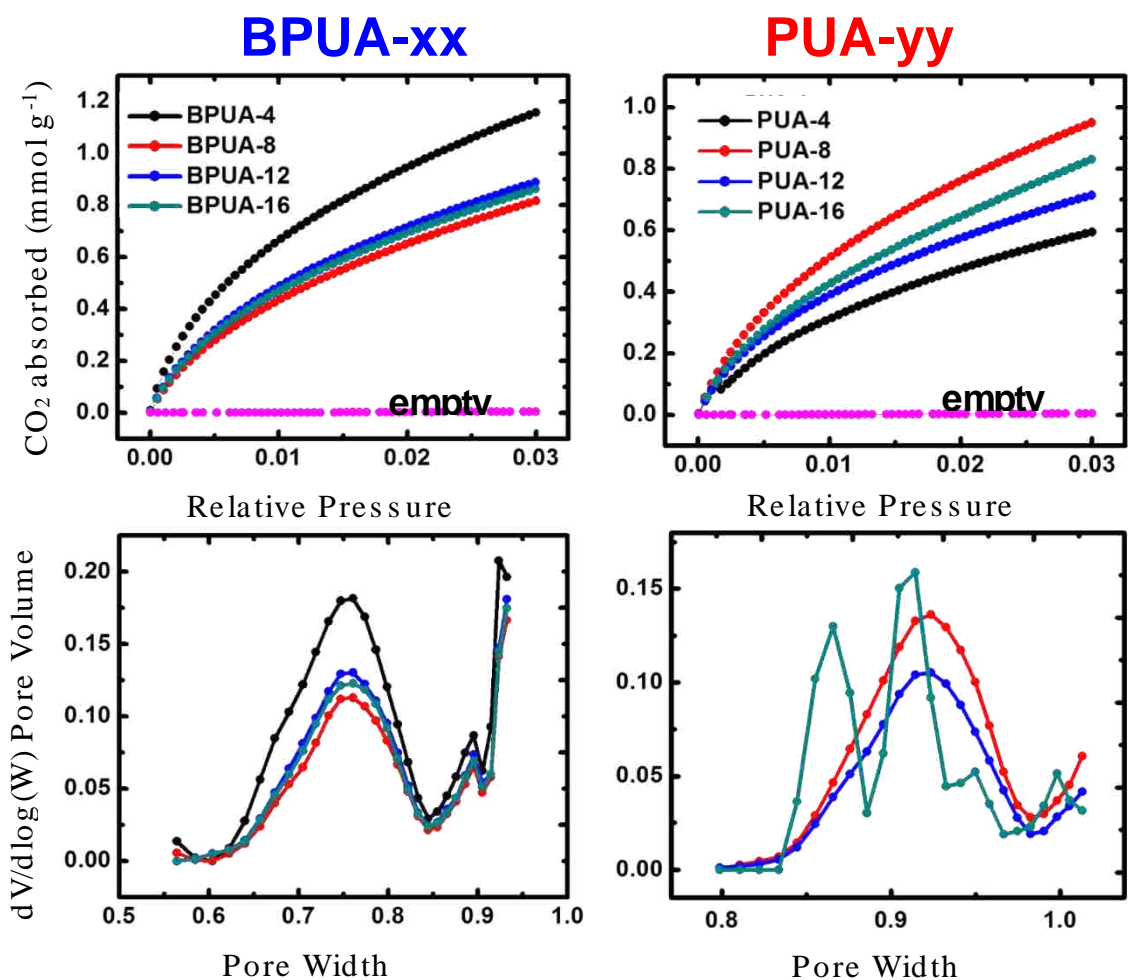 BPUA-xx
PUA-yy
CO₂ absorbed (mmol g⁻¹)
1.2
1.0
0.8
0.6
0.4
0.2
0.0
BPUA-4
BPUA-8
BPUA-12
BPUA-16
empty
0.00
0.01
0.02
0.03
Relative Pressure
1.0
0.8
0.6
0.4
0.2
0.0
PUA-4
PUA-8
PUA-12
PUA-16
empty
0.00
0.01
0.02
0.03
Relative Pressure
dV/dlog(W) Pore Volume
0.20
0.15
0.10
0.05
0.00
0.5
0.6
0.7
0.8
0.9
1.0
Pore Width
0.15
0.10
0.05
0.00
0.8
0.9
1.0
Pore Width